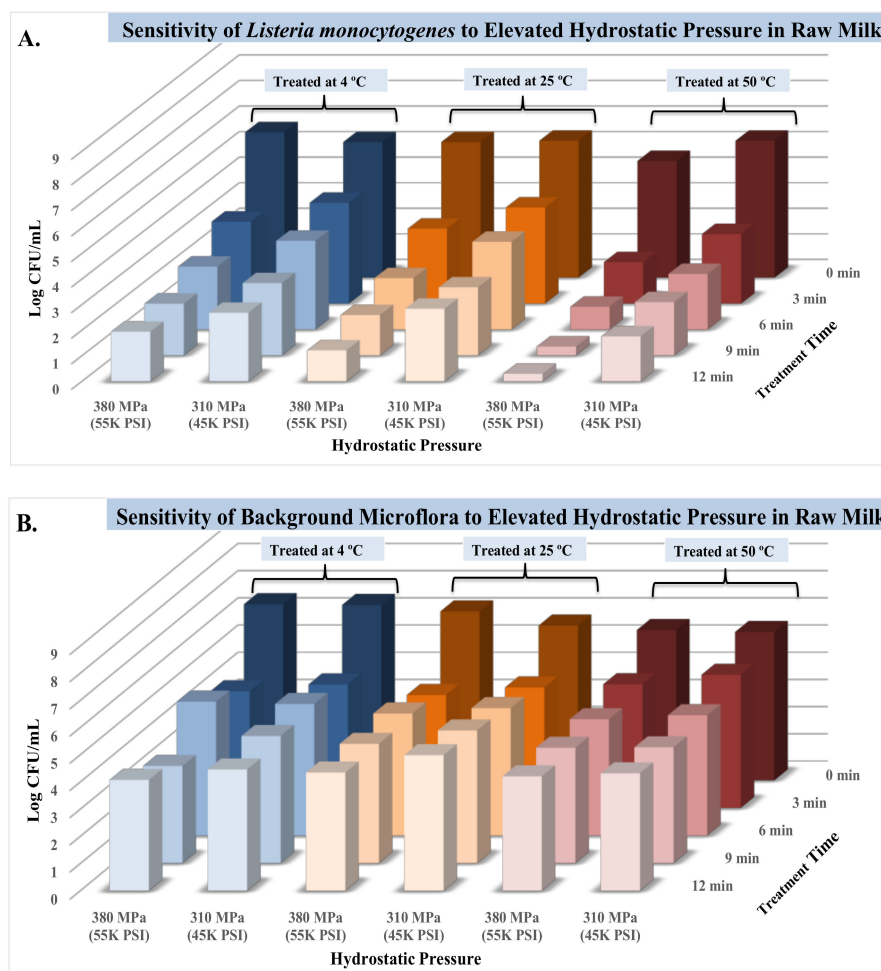 A.
Sensitivity of Listeria monocytogenes to Elevated Hydrostatic Pressure in Raw Milk
Treated at 4 ºC
Treated at 25 ºC
Treated at 50 ºC
Log CFU/mL
9
8
7
6
5
4
3
2
1
0
0 min
3 min
6 min
9 min
12 min
Treatment Time
380 MPa 310 MPa 380 MPa 310 MPa 380 MPa 310 MPa
(55K PSI) (45K PSI) (55K PSI) (45K PSI) (55K PSI) (45K PSI)
Hydrostatic Pressure
B.
Sensitivity of Background Microflora to Elevated Hydrostatic Pressure in Raw Milk
Treated at 4 ºC
Treated at 25 ºC
Treated at 50 ºC
Log CFU/mL
9
8
7
6
5
4
3
2
1
0
0 min
3 min
6 min
9 min
12 min
Treatment Time
380 MPa 310 MPa 380 MPa 310 MPa 380 MPa 310 MPa
(55K PSI) (45K PSI) (55K PSI) (45K PSI) (55K PSI) (45K PSI)
Hydrostatic Pressure